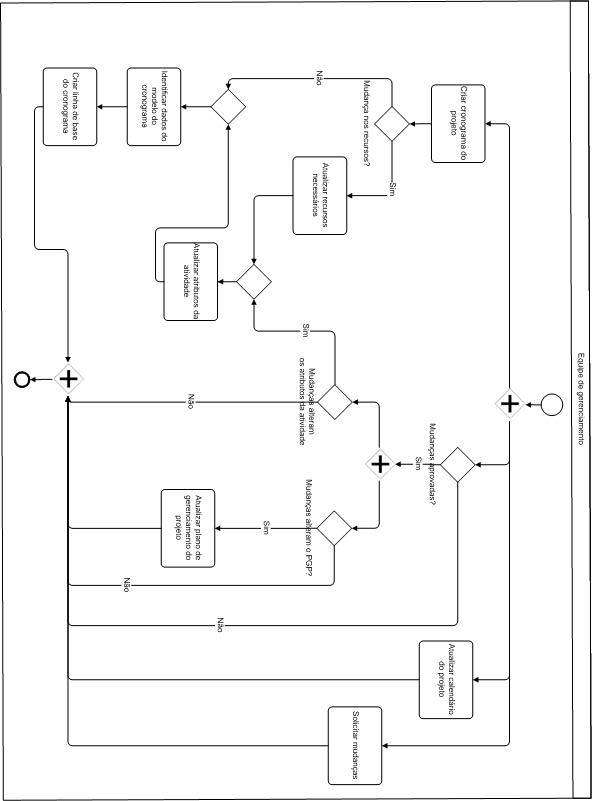 Equipe de gerenciamento
Criar cronograma do
projeto
Mudança nos recursos?
Não
Sim
Identificar dados do
modelo do
cronograma
Criar linha de base
do cronograma
Atualizar recursos
necessários
Atualizar atributos da
atividade
Sim
Mudanças alteram
os atributos da atividade
Não
Mudanças aprovadas?
Sim
Mudanças alteram o PGP?
Sim
Atualizar plano de
gerenciamento do
projeto
Não
Não
Atualizar calendário
do projeto
Solicitar mudanças